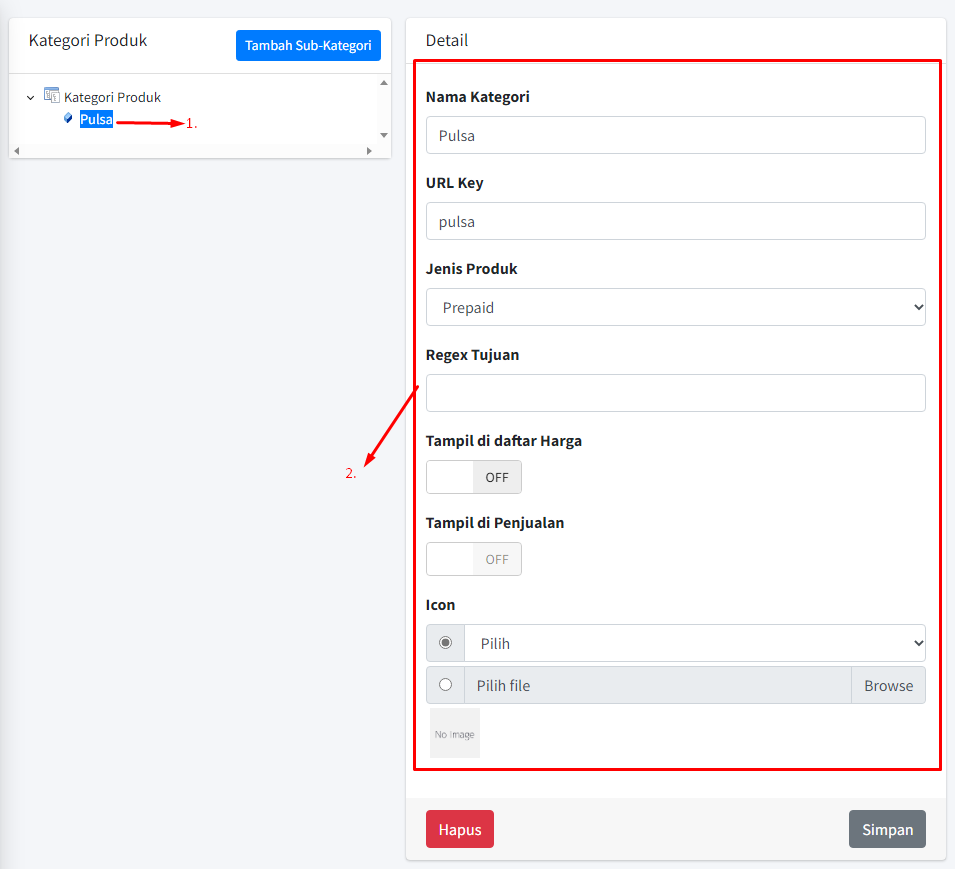 Kategori Produk
Tambah Sub-Kategori
Kategori Produk
Pulsa
1.
Detail
Nama Kategori
Pulsa
URL Key
pulsa
Jenis Produk
Prepaid
Regex Tujuan
2.
Tampil di daftar Harga
OFF
Tampil di Penjualan
OFF
Icon
Pilih
Pilih file Browse
No Image
Hapus Simpan